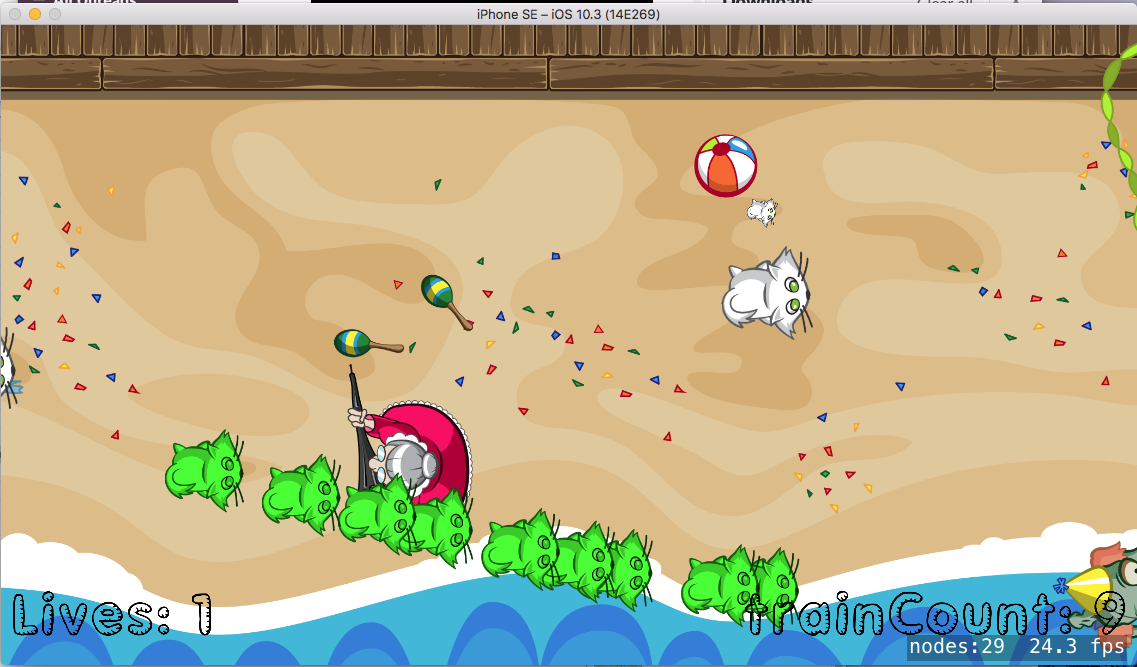 iPhone SE – iOS 10.3 (14E269)
Lives: 1
TrainCount: 9
nodes:29 24.3 fps